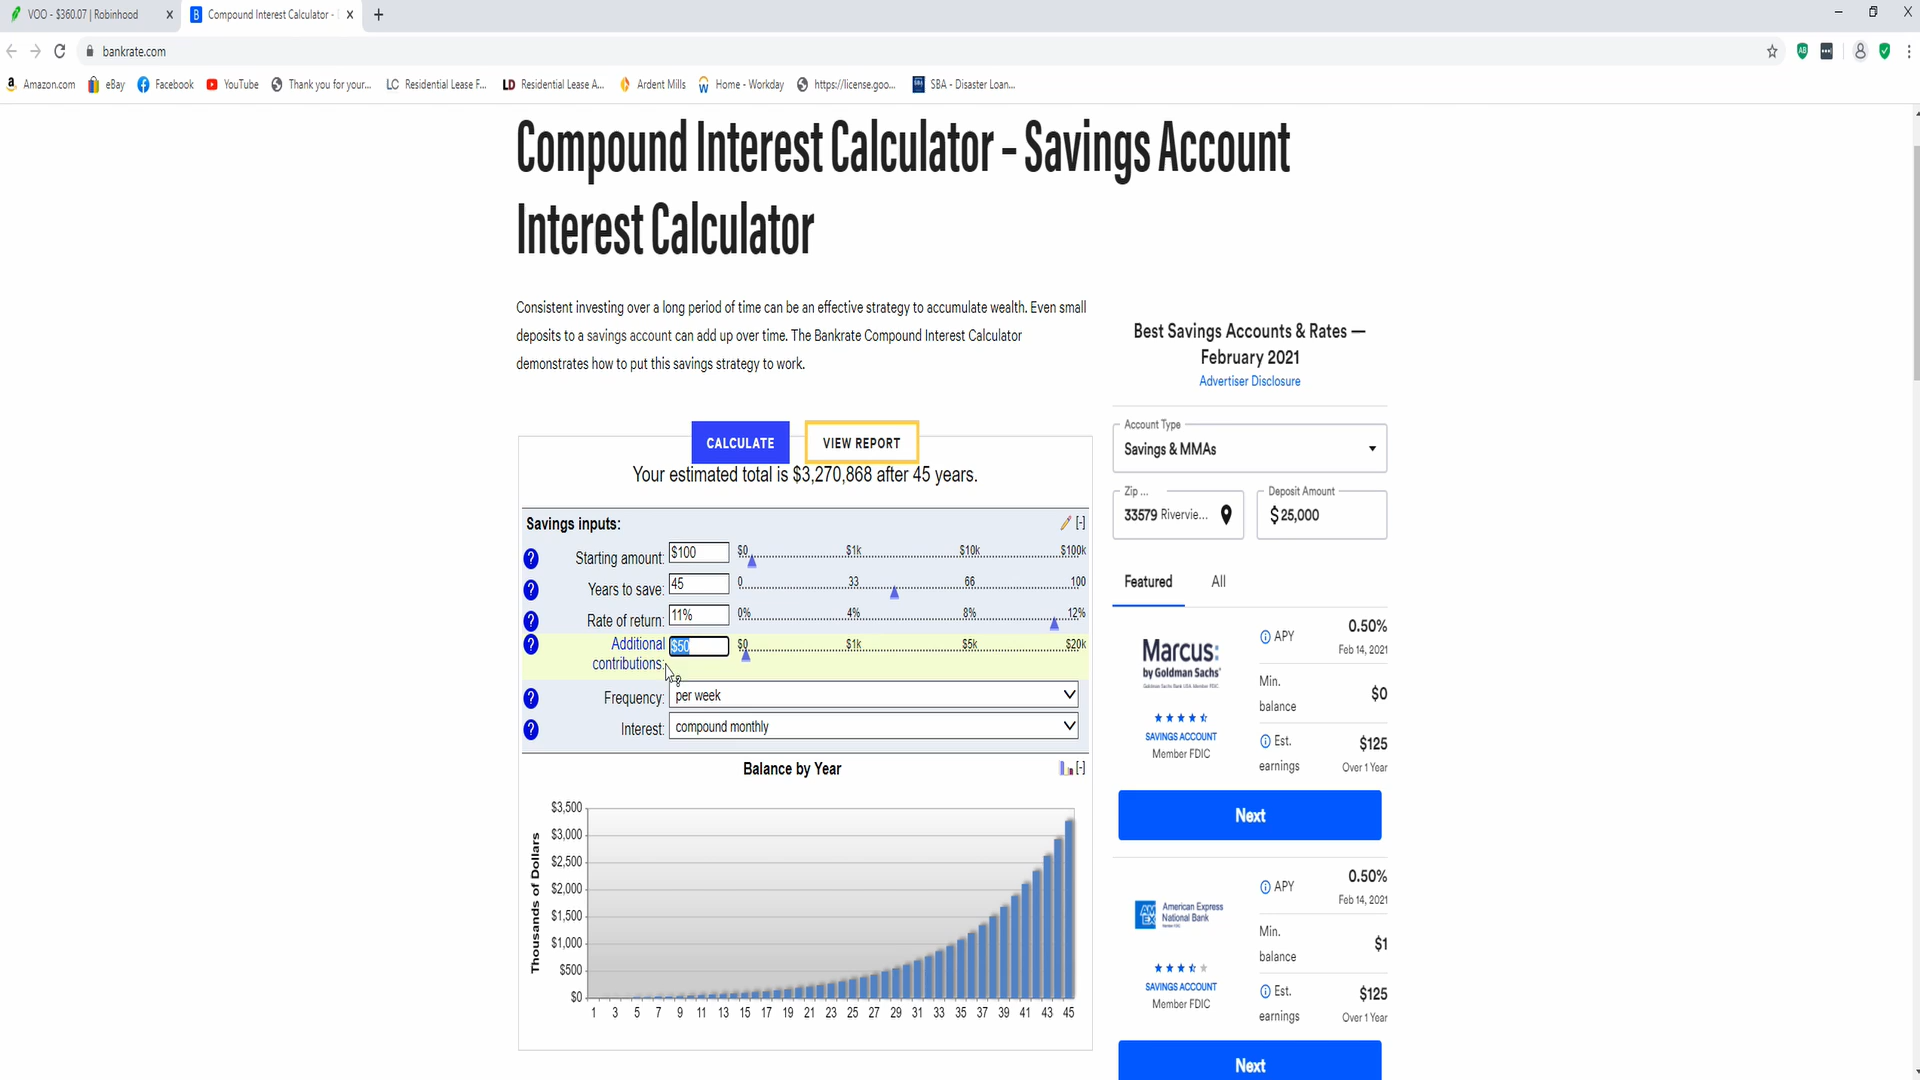 VOO - $360.07 | Robinhood
Compound Interest Calculator -
bankrate.com
Amazon.com
eBay
Facebook
YouTube
Thank you for your...
LC Residential Lease F...
LD Residential Lease A...
Ardent Mills
Home - Workday
https://license.goo...
SBA - Disaster Loan...
Compound Interest Calculator – Savings Account
Interest Calculator
Consistent investing over a long period of time can be an effective strategy to accumulate wealth. Even small
deposits to a savings account can add up over time. The Bankrate Compound Interest Calculator
demonstrates how to put this savings strategy to work.
CALCULATE
VIEW REPORT
Your estimated total is $3,270,868 after 45 years.
Savings inputs:
[-]
? Starting amount: $100 $0 $1k $10k $100k
? Years to save: 45 0 33 66 100
? Rate of return: 11% 0% 4% 8% 12%
? Additional $50 $0 $1k $5k $20k
contributions:
? Frequency: per week
? Interest: compound monthly
Balance by Year
[-]
Thousands of Dollars
$3,500
$3,000
$2,500
$2,000
$1,500
$1,000
$500
$0
1 3 5 7 9 11 13 15 17 19 21 23 25 27 29 31 33 35 37 39 41 43 45
Best Savings Accounts & Rates —
February 2021
Advertiser Disclosure
Account Type
Savings & MMAs
Zip ...
33579 Rivervie...
Deposit Amount
$ 25,000
Featured
All
Marcus:
by Goldman Sachs®
SAVINGS ACCOUNT
Member FDIC
APY
0.50%
Feb 14, 2021
Min.
balance
$0
Est.
earnings
$125
Over 1 Year
Next
AM
EX
American Express
National Bank
SAVINGS ACCOUNT
Member FDIC
APY
0.50%
Feb 14, 2021
Min.
balance
$1
Est.
earnings
$125
Over 1 Year
Next